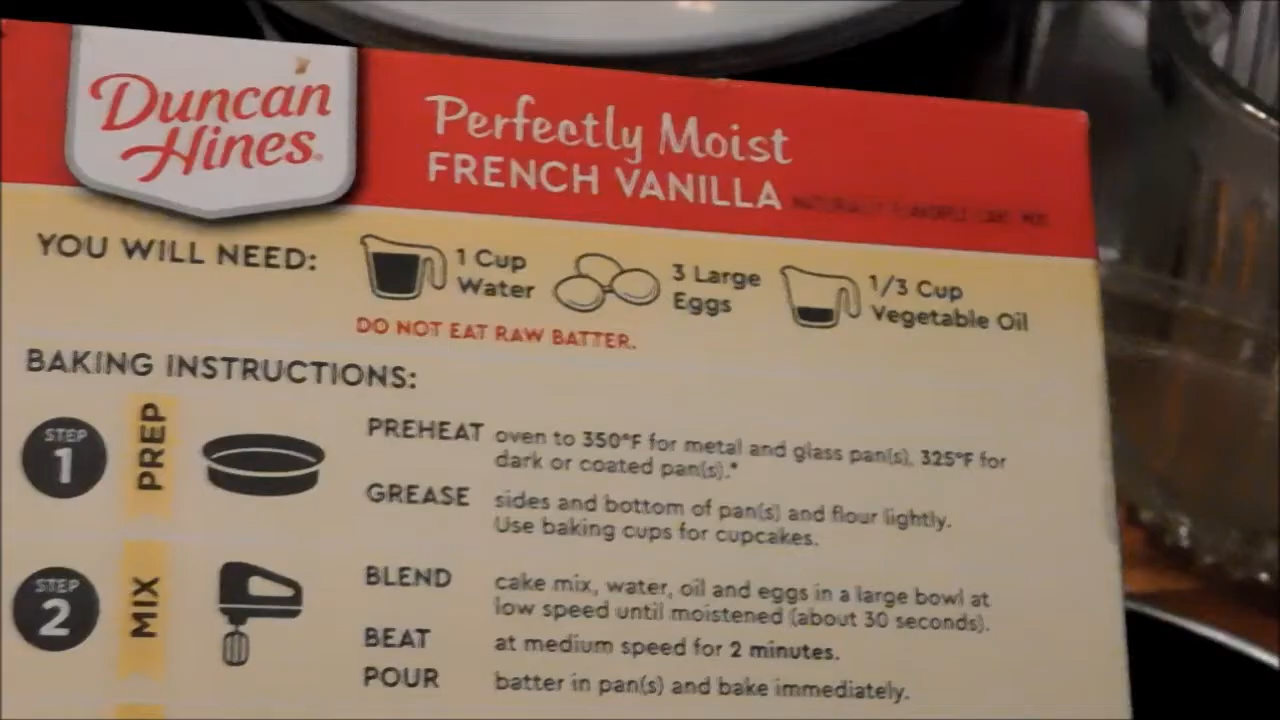 Duncan
Hines
Perfectly Moist
FRENCH VANILLA
NATURALLY FLAVORED CAKE MIX
YOU WILL NEED:
1 Cup
Water
3 Large
Eggs
1/3 Cup
Vegetable Oil
DO NOT EAT RAW BATTER.
BAKING INSTRUCTIONS:
STEP
1
PREP
PREHEAT oven to 350°F for metal and glass pan(s), 325°F for
dark or coated pan(s).*
GREASE sides and bottom of pan(s) and flour lightly.
Use baking cups for cupcakes.
STEP
2
MIX
BLEND cake mix, water, oil and eggs in a large bowl at
low speed until moistened (about 30 seconds).
BEAT at medium speed for 2 minutes.
POUR batter in pan(s) and bake immediately.